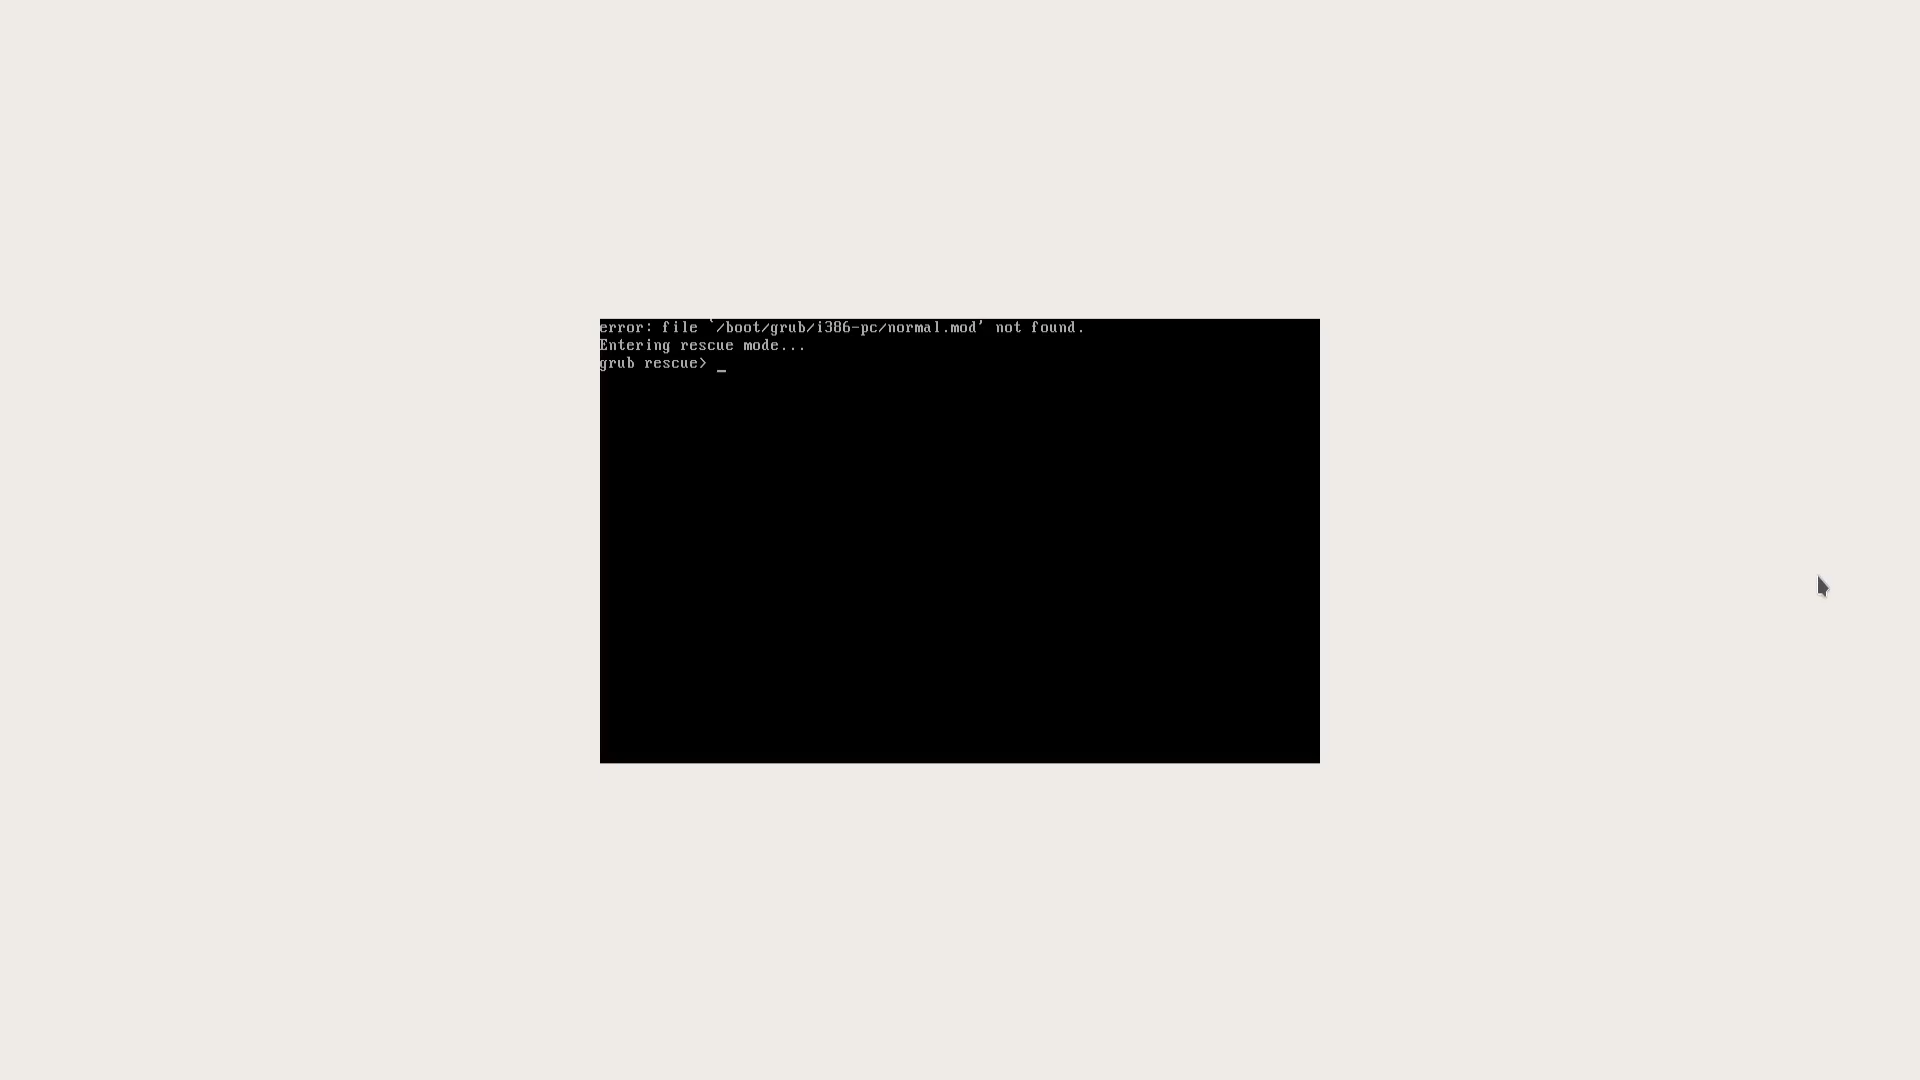 error: file `/boot/grub/i386-pc/normal.mod' not found.
Entering rescue mode...
grub rescue> _